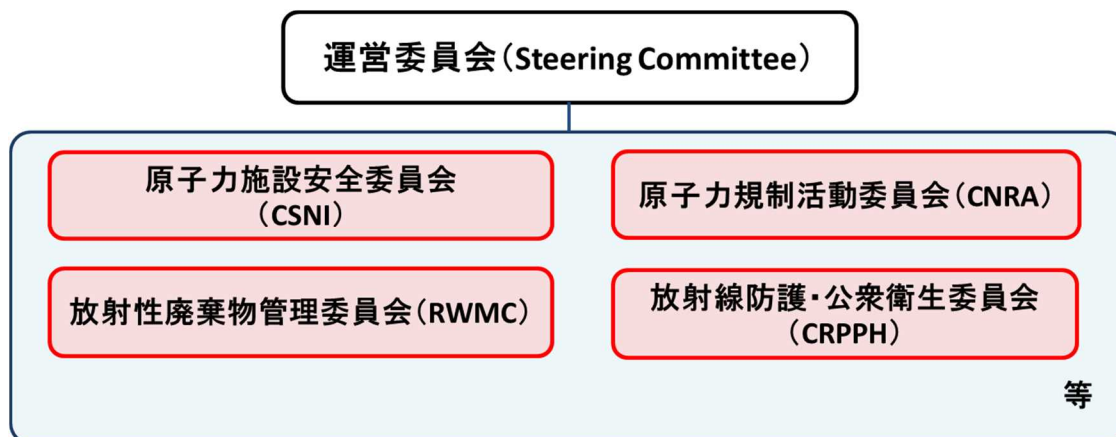 運営委員会(Steering Committee)
原子力施設安全委員会
(CSNI)
原子力規制活動委員会(CNRA)
放射性廃棄物管理委員会(RWMC)
放射線防護・公衆衛生委員会
(CRPPH)
等